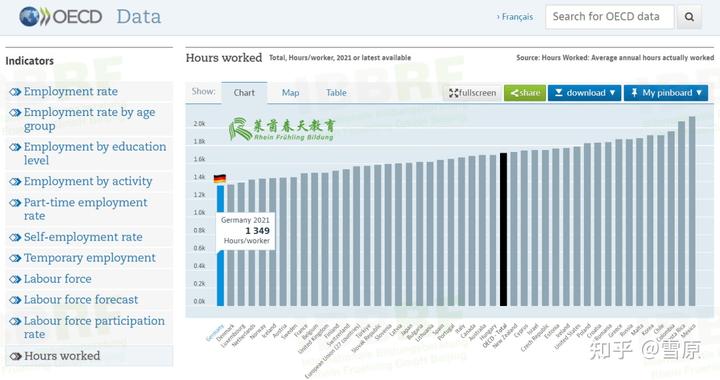 OECD Data
› Français
Search for OECD data
Indicators
Employment rate
Employment rate by age
group
Employment by education
level
Employment by activity
Part-time employment
rate
Self-employment rate
Temporary employment
Labour force
Labour force forecast
Labour force participation
rate
Hours worked
Hours worked Total, Hours/worker, 2021 or latest available
Source: Hours Worked: Average annual hours actually worked
Show: Chart Map Table
fullscreen share download My pinboard
莱茵春天教育
Rhein Frühling Bildung
2.0k
1.8k
1.6k
1.4k
1.2k
1.0k
0.8k
0.6k
0.4k
0.2k
0.0k
Germany 2021
1 349
Hours/worker
Germany
Denmark
Luxembourg
Netherlands
Norway
Iceland
Austria
Sweden
France
Belgium
United Kingdom
Finland
Switzerland
European Union (27 countries)
Türkiye
Slovak Republic
Slovenia
Latvia
Japan
Bulgaria
Lithuania
Spain
Portugal
Italy
Canada
Australia
Hungary
OECD - Total
New Zealand
Cyprus
Israel
Czech Republic
Estonia
Ireland
United States
Poland
Croatia
Romania
Greece
Russia
Malta
Korea
Chile
Colombia
Costa Rica
Mexico
知乎 @雪原